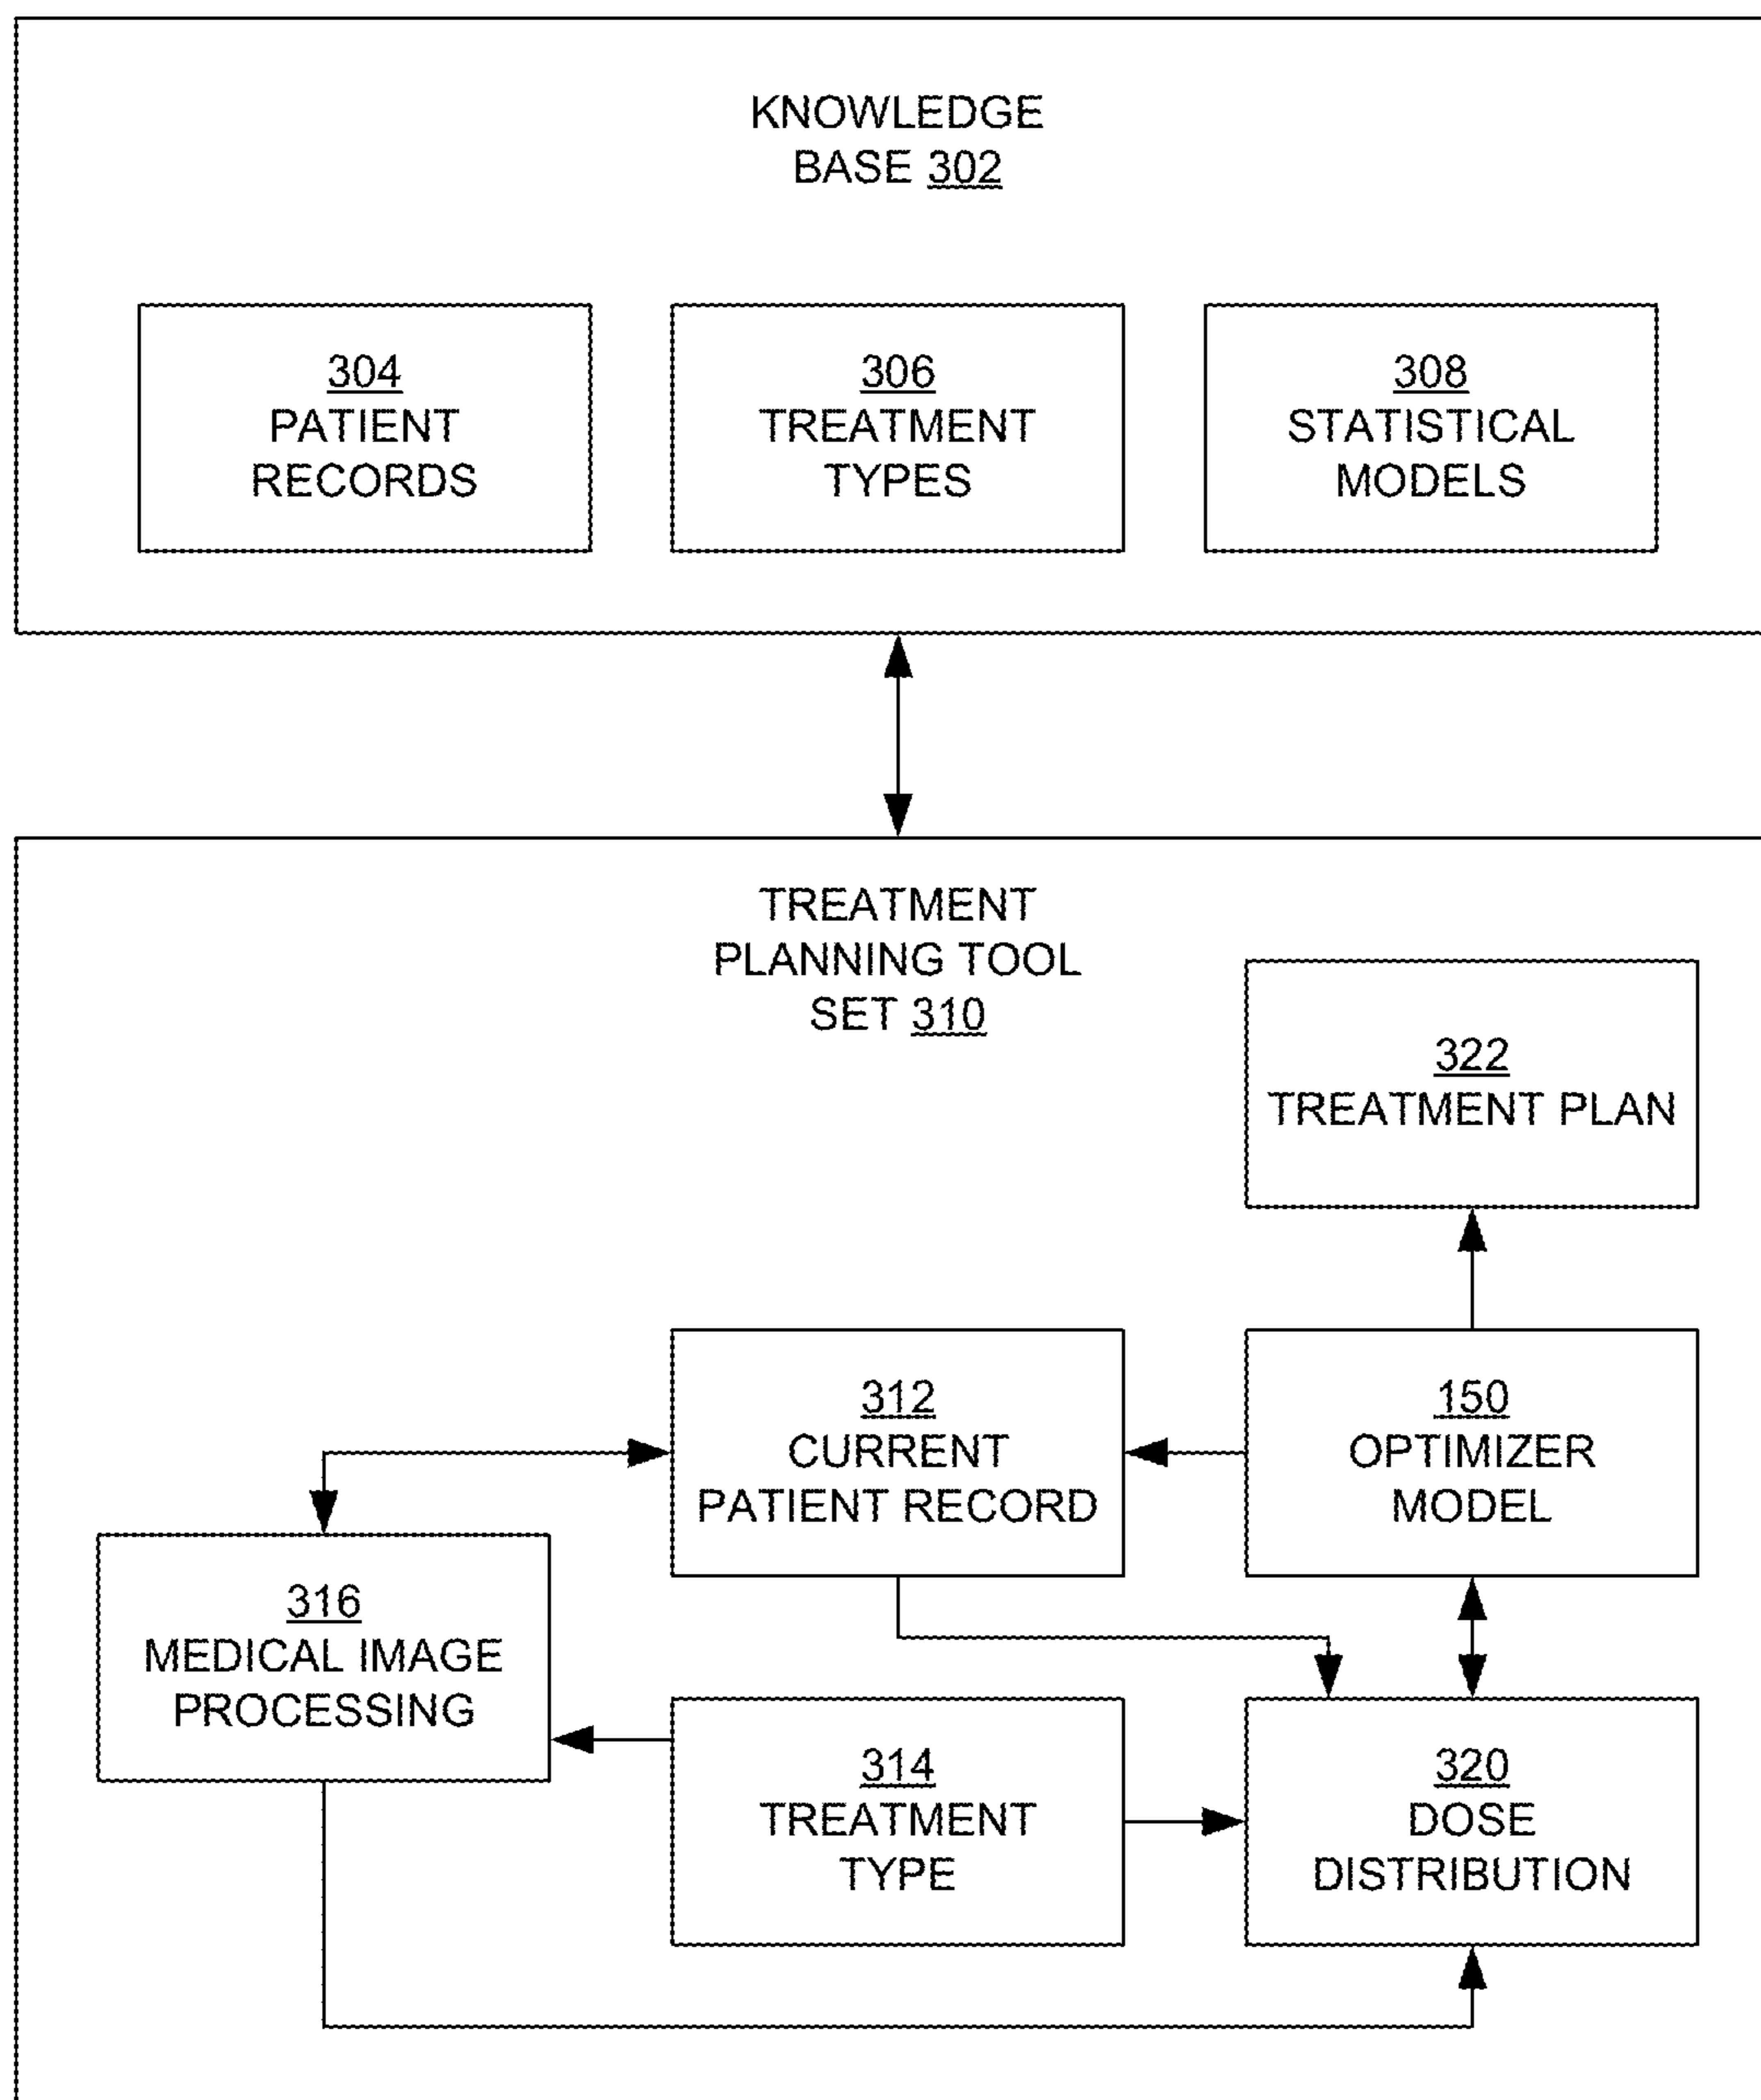 KNOWLEDGE
BASE 302
304
PATIENT
RECORDS
306
TREATMENT
TYPES
308
STATISTICAL
MODELS
TREATMENT
PLANNING TOOL
SET 310
322
TREATMENT PLAN
312
CURRENT
PATIENT RECORD
150
OPTIMIZER
MODEL
316
MEDICAL IMAGE
PROCESSING
314
TREATMENT
TYPE
320
DOSE
DISTRIBUTION